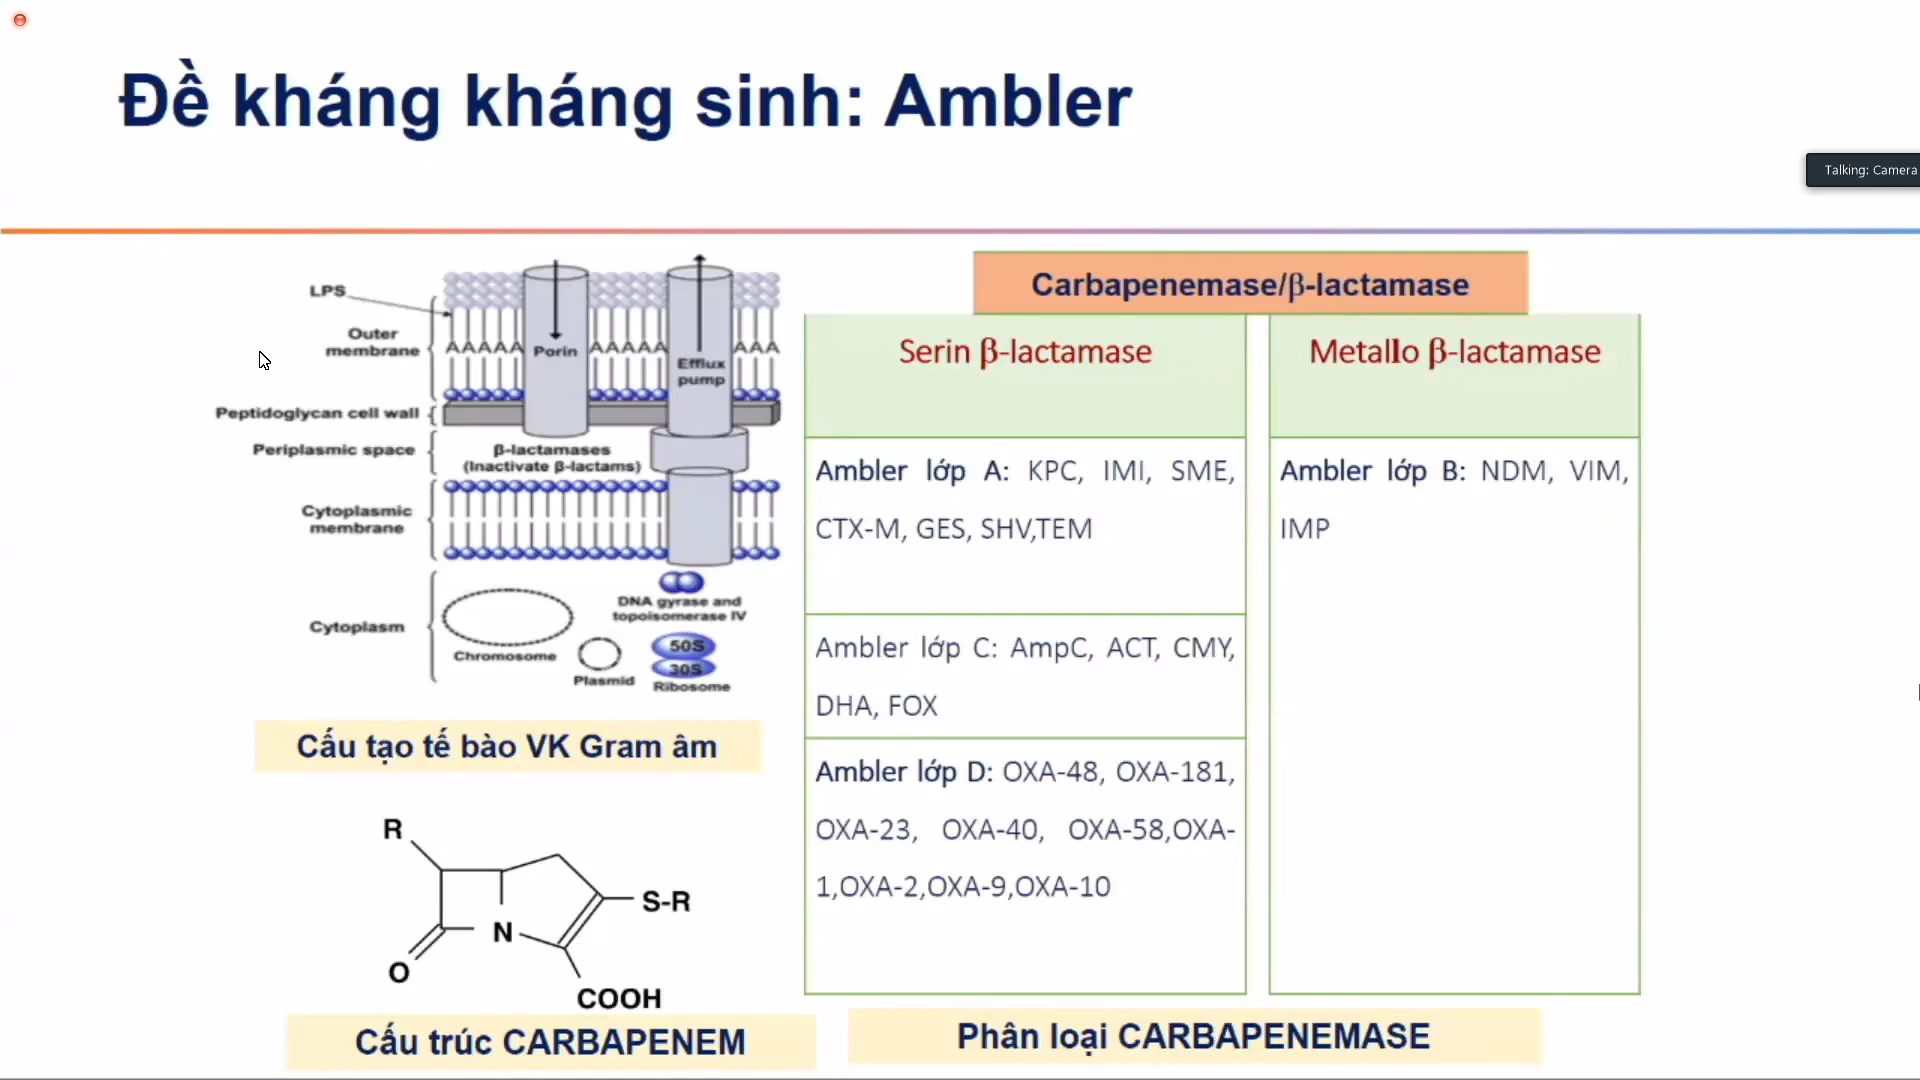 Đề kháng kháng sinh: Ambler
Talking: Camera
LPS
Outer
membrane
AAAAA
Porin
AAAAA
Efflux
pump
AAA
Peptidoglycan cell wall
Periplasmic space
β-lactamases
(Inactivate β-lactams)
Cytoplasmic
membrane
DNA gyrase and
topoisomerase IV
Cytoplasm
Chromosome
Plasmid
50S
30S
Ribosome
Cấu tạo tế bào VK Gram âm
R
S-R
N
O
COOH
Cấu trúc CARBAPENEM
Carbapenemase/β-lactamase
Serin β-lactamase
Metallo β-lactamase
Ambler lớp A: KPC, IMI, SME,
CTX-M, GES, SHV,TEM
Ambler lớp B: NDM, VIM,
IMP
Ambler lớp C: AmpC, ACT, CMY,
DHA, FOX
Ambler lớp D: OXA-48, OXA-181,
OXA-23, OXA-40, OXA-58,OXA-
1,OXA-2,OXA-9,OXA-10
Phân loại CARBAPENEMASE